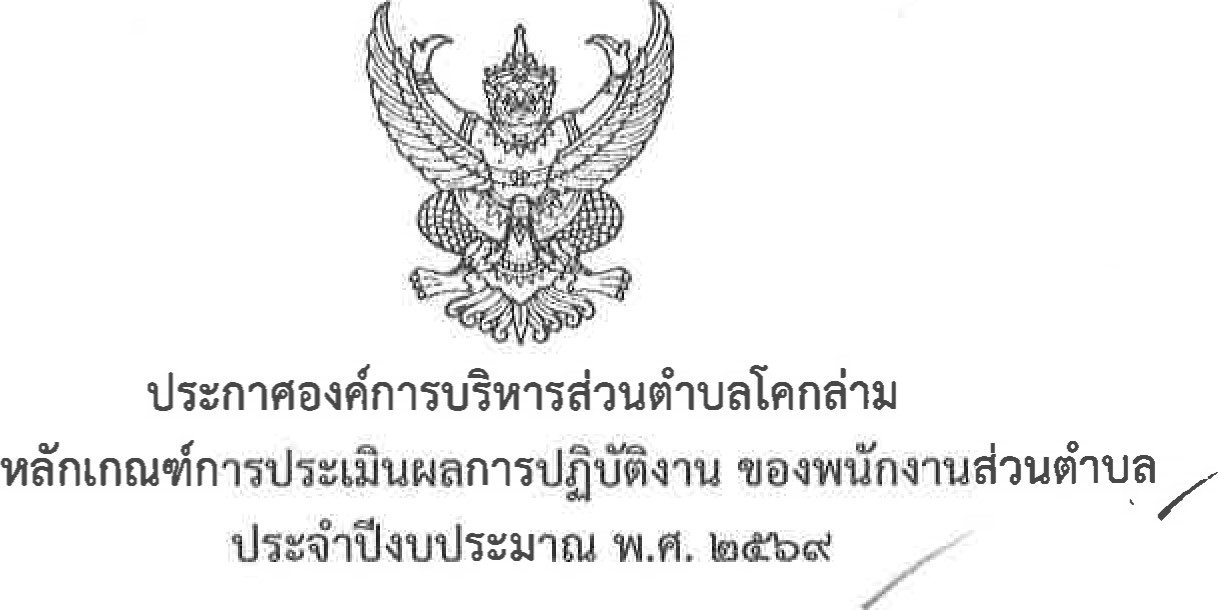 ประกาศองค์การบริหารส่วนตำบลโคกล่าม
หลักเกณฑ์การประเมินผลการปฏิบัติงาน ของพนักงานส่วนตำบล
ประจำปีงบประมาณ พ.ศ. ๒๕๖๙